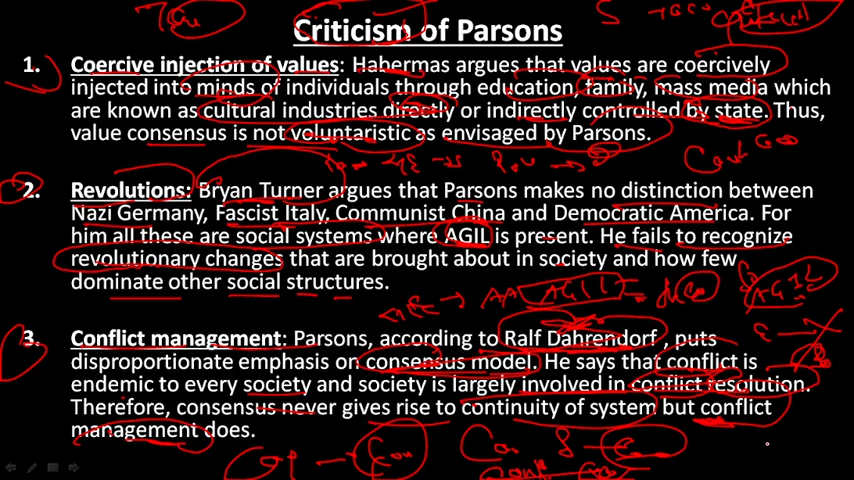 Criticism of Parsons
1. Coercive injection of values: Habermas argues that values are coercively
injected into minds of individuals through education, family, mass media which
are known as cultural industries directly or indirectly controlled by state. Thus,
value consensus is not voluntaristic as envisaged by Parsons.
2. Revolutions: Bryan Turner argues that Parsons makes no distinction between
Nazi Germany, Fascist Italy, Communist China and Democratic America. For
him all these are social systems where AGIL is present. He fails to recognize
revolutionary changes that are brought about in society and how few
dominate other social structures.
AGIL
AGIL
3. Conflict management: Parsons, according to Ralf Dahrendorf , puts
disproportionate emphasis on consensus model. He says that conflict is
endemic to every society and society is largely involved in conflict resolution.
Therefore, consensus never gives rise to continuity of system but conflict
management does.